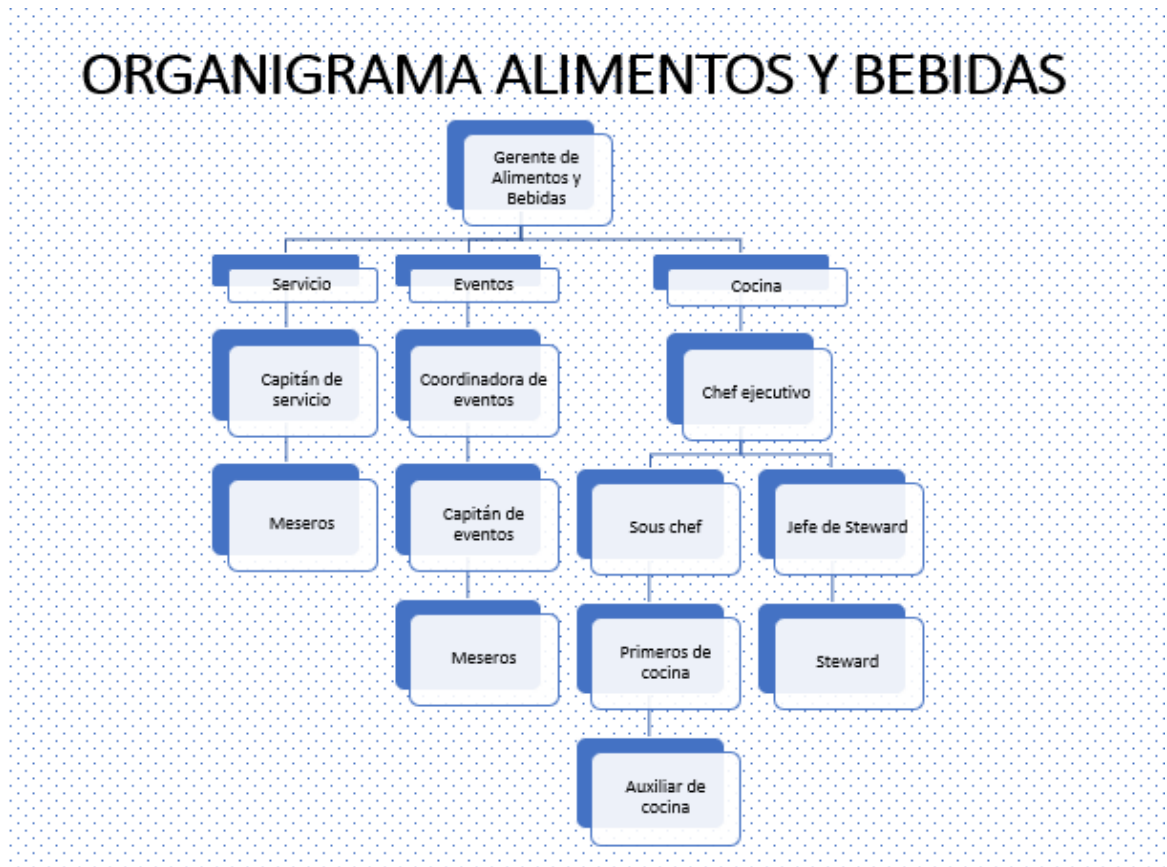 ORGANIGRAMA ALIMENTOS Y BEBIDAS
Gerente de
Alimentos y
Bebidas
Servicio
Eventos
Cocina
Capitán de
servicio
Coordinadora de
eventos
Chef ejecutivo
Meseros
Capitán de
eventos
Sous chef
Jefe de Steward
Meseros
Primeros de
cocina
Steward
Auxiliar de
cocina